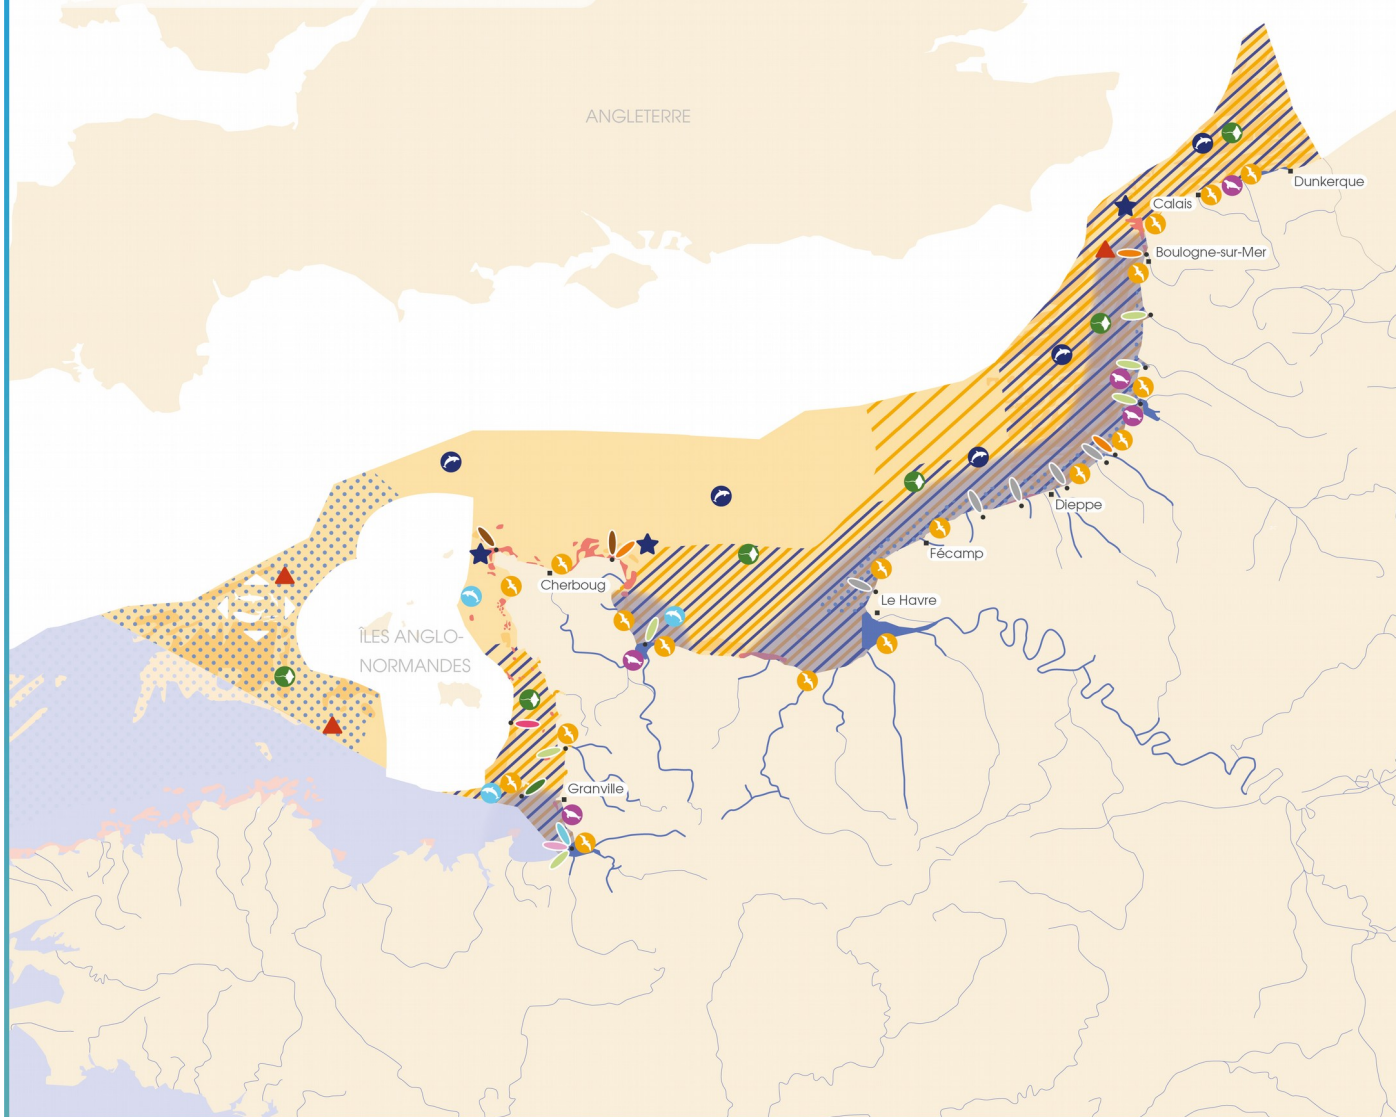 ANGLETERRE
Dunkerque
Calais
Boulogne-sur-Mer
Dieppe
Fécamp
Cherboug
Le Havre
ÎLES ANGLO-
NORMANDES
Granville